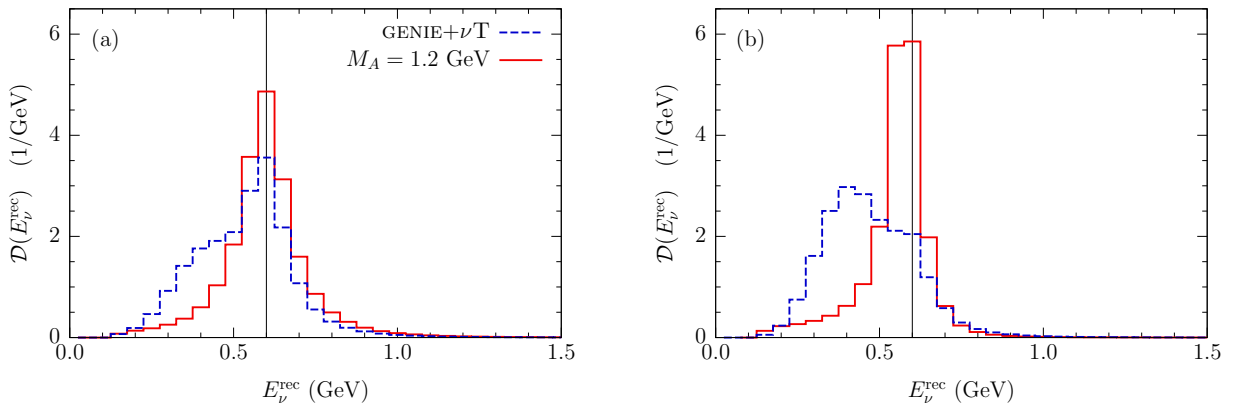 (a)
GENIE+νT
M_A = 1.2 GeV
6
4
2
0
0.0 0.5 1.0 1.5
D(E_ν^rec) (1/GeV)
E_ν^rec (GeV)
(b)
6
4
2
0
0.0 0.5 1.0 1.5
D(E_ν^rec) (1/GeV)
E_ν^rec (GeV)